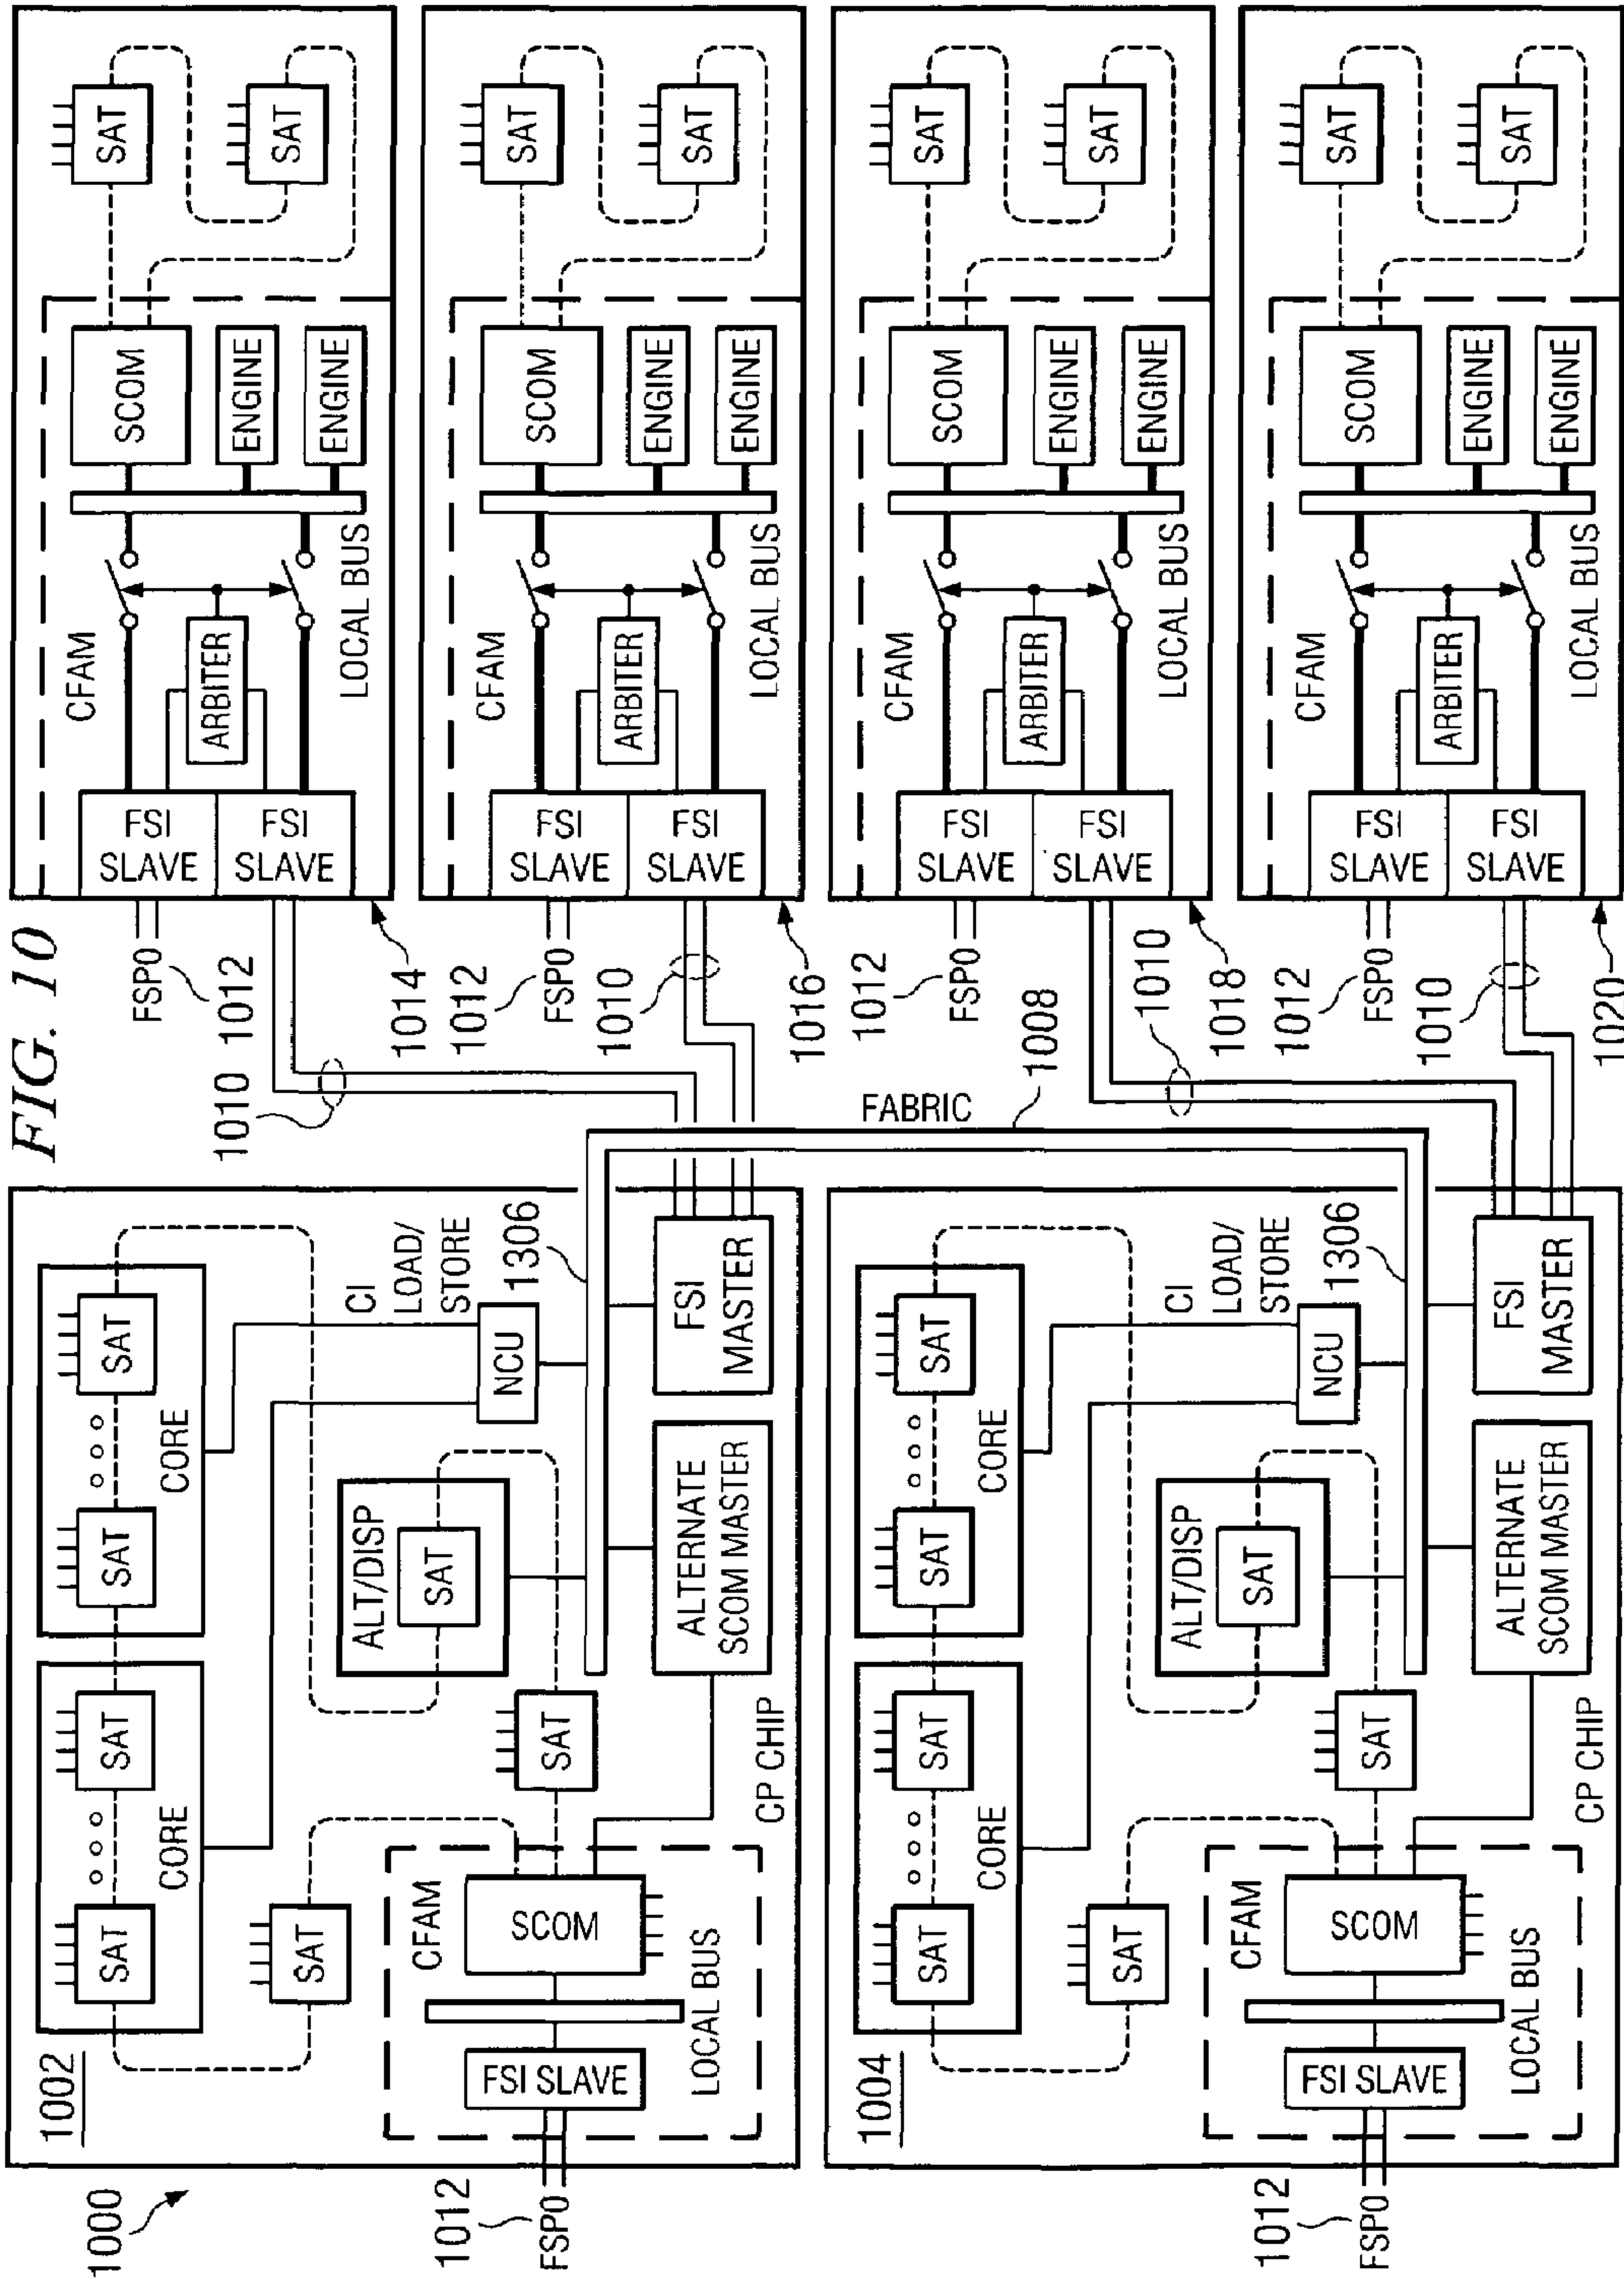 FIG. 10
1000
1002
SAT
SAT
CORE
SAT
SAT
CORE
SAT
CI
LOAD/
STORE
NCU
1306
ALT/DISP
SAT
SAT
CFAM
SCOM
FSI SLAVE
LOCAL BUS
1012
FSP0
ALTERNATE
SCOM MASTER
FSI
MASTER
CP CHIP
1004
SAT
SAT
CORE
SAT
SAT
CORE
SAT
CI
LOAD/
STORE
NCU
1306
ALT/DISP
SAT
SAT
CFAM
SCOM
FSI SLAVE
LOCAL BUS
1012
FSP0
ALTERNATE
SCOM MASTER
FSI
MASTER
CP CHIP
FABRIC
1008
FSP0
1012
1010
1014
FSI
SLAVE
FSI
SLAVE
CFAM
ARBITER
LOCAL BUS
SCOM
ENGINE
ENGINE
SAT
SAT
1012
FSP0
1010
1016
FSI
SLAVE
FSI
SLAVE
CFAM
ARBITER
LOCAL BUS
SCOM
ENGINE
ENGINE
SAT
SAT
1012
FSP0
1010
1018
FSI
SLAVE
FSI
SLAVE
CFAM
ARBITER
LOCAL BUS
SCOM
ENGINE
ENGINE
SAT
SAT
1012
FSP0
1010
1020
FSI
SLAVE
FSI
SLAVE
CFAM
ARBITER
LOCAL BUS
SCOM
ENGINE
ENGINE
SAT
SAT